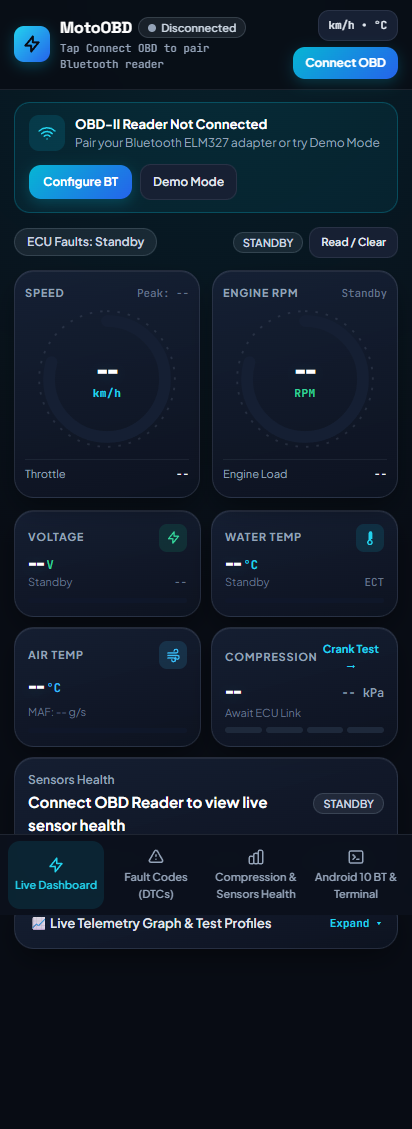 MotoOBD
Disconnected
Tap Connect OBD to pair
Bluetooth reader
km/h • °C
Connect OBD
OBD-II Reader Not Connected
Pair your Bluetooth ELM327 adapter or try Demo Mode
Configure BT
Demo Mode
ECU Faults: Standby
STANDBY
Read / Clear
SPEED
Peak: --
--
km/h
Throttle
--
ENGINE RPM
Standby
--
RPM
Engine Load
--
VOLTAGE
-- V
Standby
--
WATER TEMP
-- °C
Standby
ECT
AIR TEMP
-- °C
MAF: -- g/s
COMPRESSION
Crank Test
→
--
-- kPa
Await ECU Link
Sensors Health
Connect OBD Reader to view live
sensor health
STANDBY
Live Dashboard
Fault Codes
(DTCs)
Compression &
Sensors Health
Android 10 BT &
Terminal
Live Telemetry Graph & Test Profiles
Expand ▾